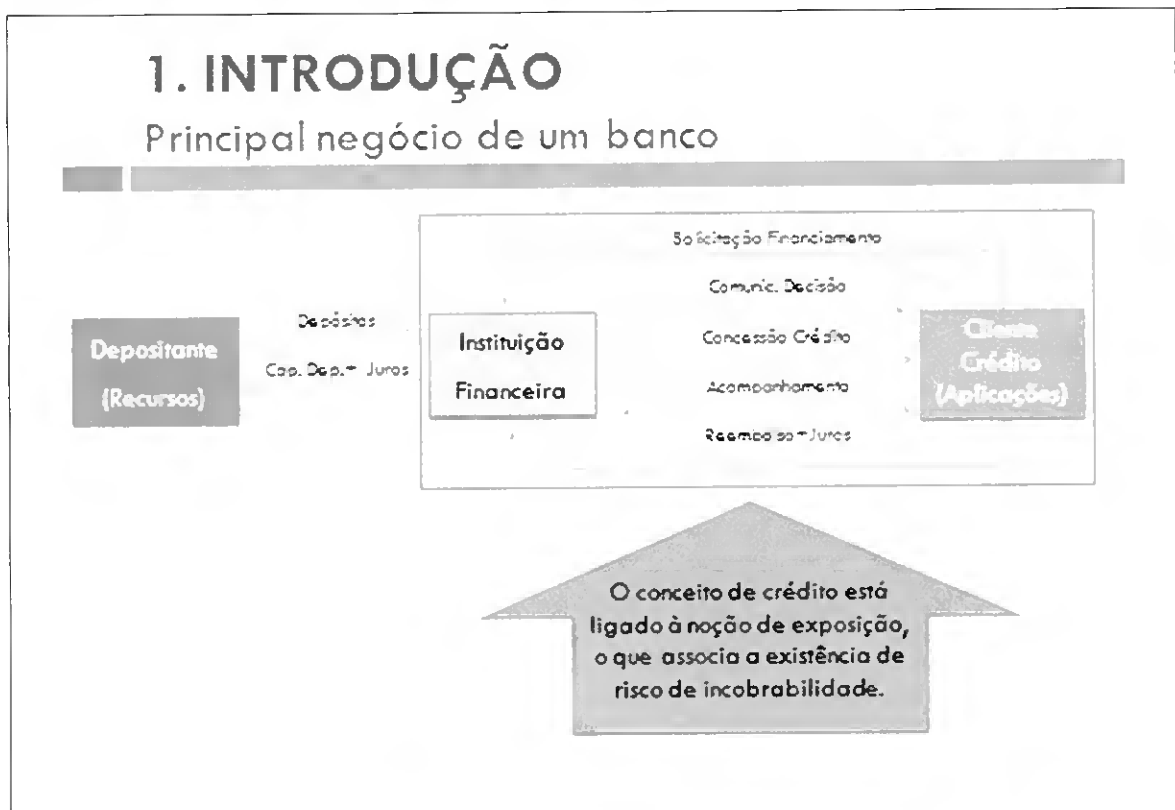 1. INTRODUÇÃO
Principal negócio de um banco
Depositante
(Recursos)
Depósitos
Cap. Dep.+ Juros
Instituição
Financeira
Solicitação Financiamento
Comunic. Decisão
Concessão Crédito
Acompanhamento
Reembolso+Juros
Cliente
Crédito
(Aplicações)
O conceito de crédito está
ligado à noção de exposição,
o que associa a existência de
risco de incobrabilidade.